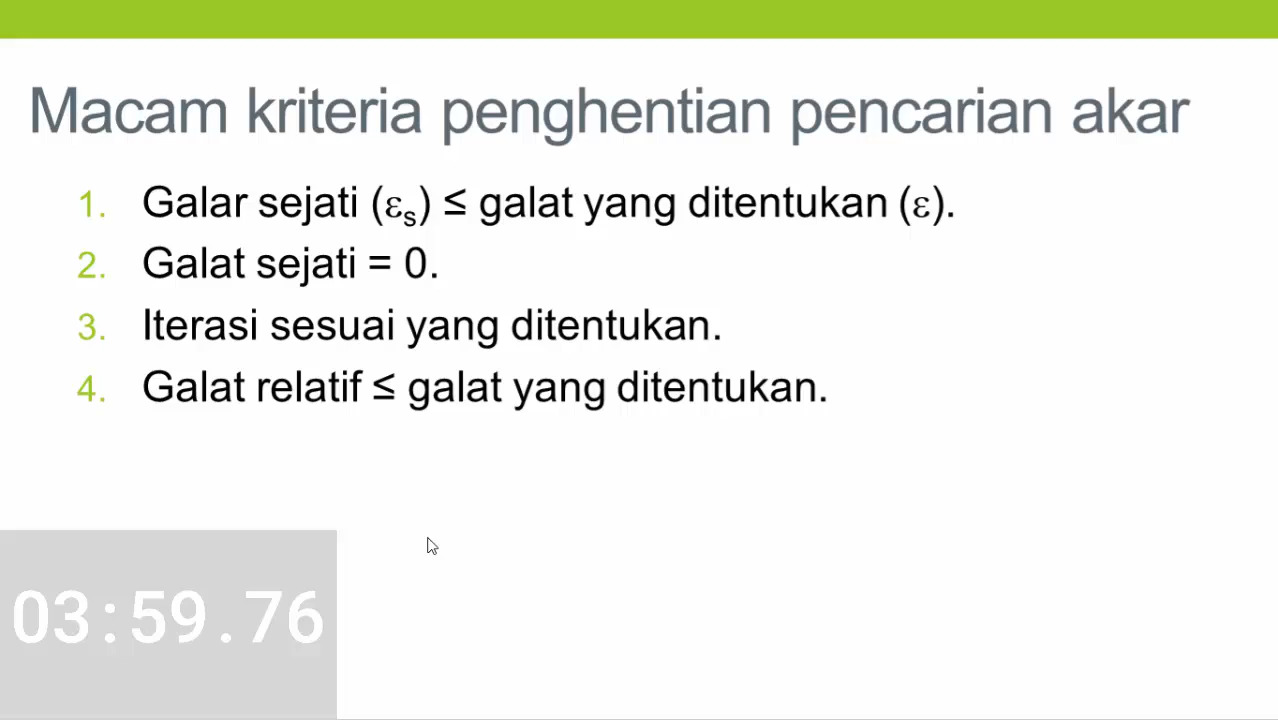 Macam kriteria penghentian pencarian akar
1. Galar sejati (εs) ≤ galat yang ditentukan (ε).
2. Galat sejati = 0.
3. Iterasi sesuai yang ditentukan.
4. Galat relatif ≤ galat yang ditentukan.
03:59.76